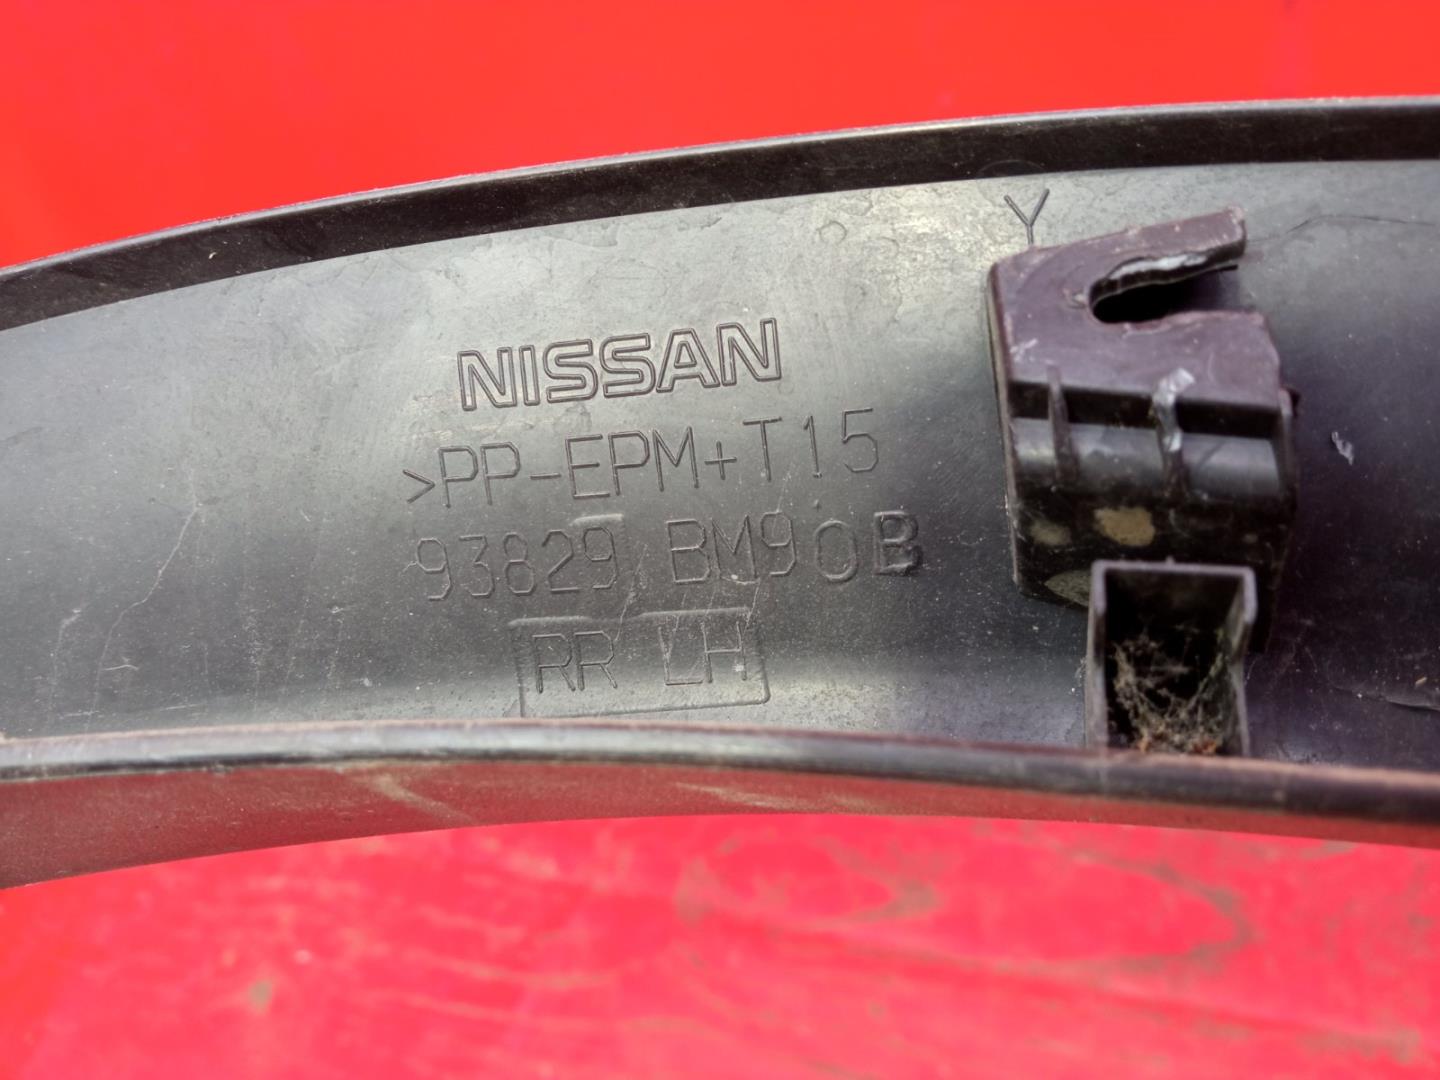 Y
NISSAN
>PP-EPM+T15
93829 BM90B
RR LH